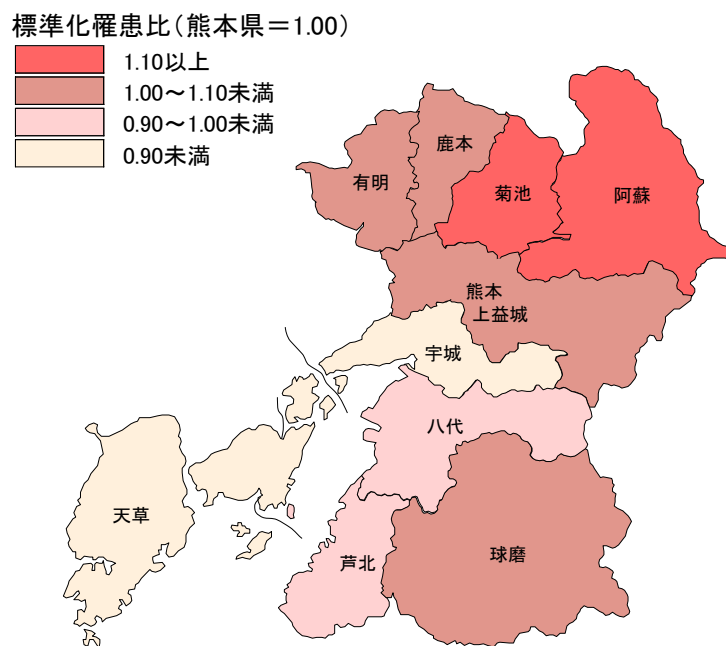 標準化罹患比(熊本県=1.00)
1.10以上
1.00~1.10未満
0.90~1.00未満
0.90未満
鹿本
有明
菊池
阿蘇
熊本
上益城
宇城
八代
天草
芦北
球磨